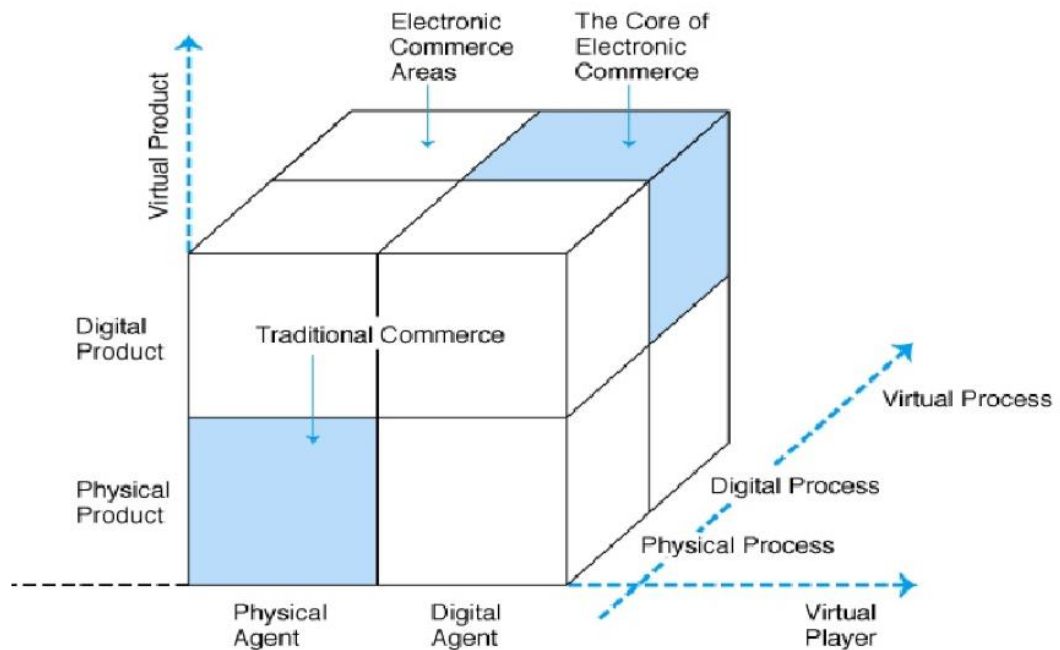 Electronic
Commerce
Areas
The Core of
Electronic
Commerce
Virtual Product
Digital
Product
Traditional Commerce
Virtual Process
Physical
Product
Digital Process
Physical Process
Physical
Agent
Digital
Agent
Virtual
Player